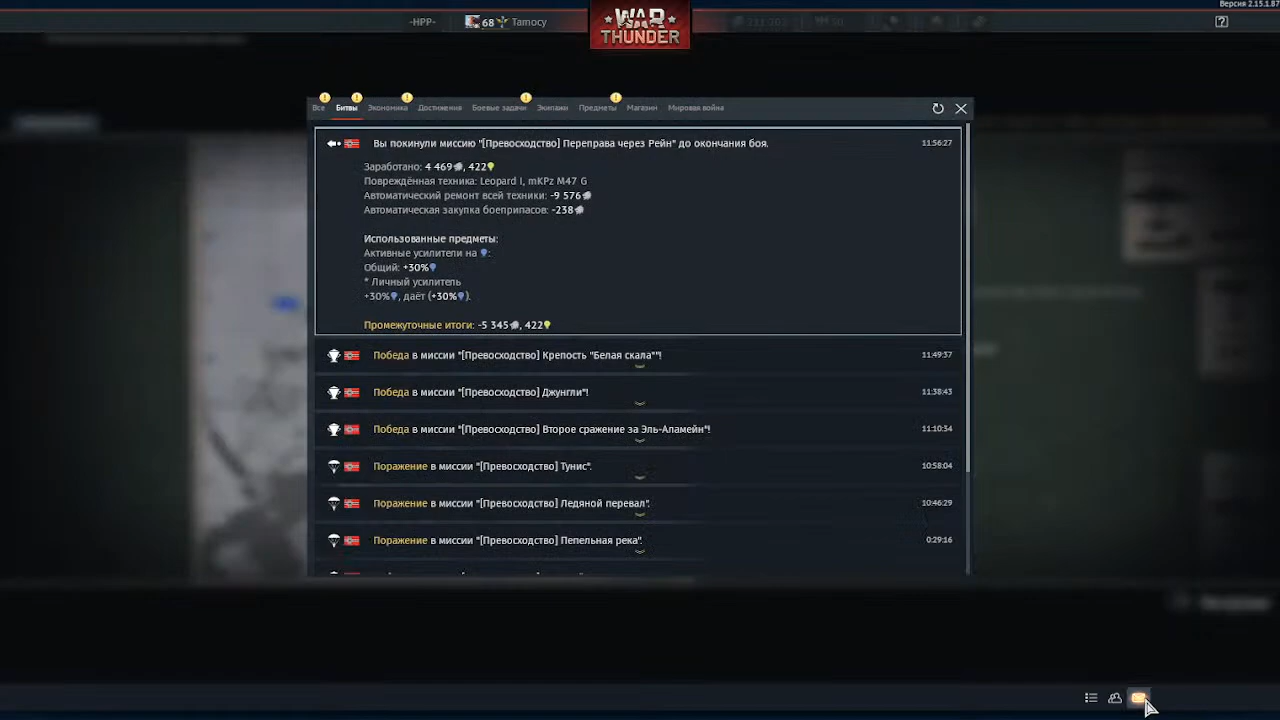 Версия 2.15.1.87
-HPP-
68 Tamocy
WAR
THUNDER
Все Битвы Экономика Достижения Боевые задачи Экипажи Предметы Магазин Мировая война
Вы покинули миссию "[Превосходство] Переправа через Рейн" до окончания боя. 11:56:27
Заработано: 4 469, 422
Повреждённая техника: Leopard I, mKPz M47 G
Автоматический ремонт всей техники: -9 576
Автоматическая закупка боеприпасов: -238
Использованные предметы:
Активные усилители на :
Общий: +30%
* Личный усилитель
+30%, даёт (+30%).
Промежуточные итоги: -5 345, 422
Победа в миссии "[Превосходство] Крепость "Белая скала""! 11:49:37
Победа в миссии "[Превосходство] Джунгли"! 11:38:43
Победа в миссии "[Превосходство] Второе сражение за Эль-Аламейн"! 11:10:34
Поражение в миссии "[Превосходство] Тунис". 10:58:04
Поражение в миссии "[Превосходство] Ледяной перевал". 10:46:29
Поражение в миссии "[Превосходство] Пепельная река". 0:29:16